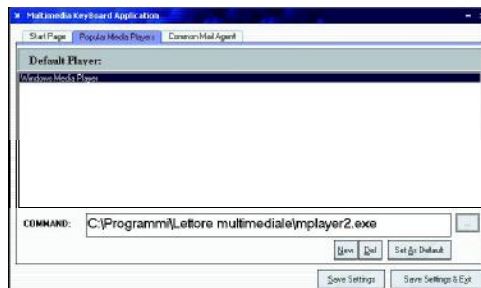 Multimedia KeyBoard Application
Start Page Popular Media Players Common Mail Agent
Default Player:
Windows Media Player
COMMAND: C:\Programmi\Lettore multimediale\mplayer2.exe ...
New Del Set As Default
Save Settings Save Settings & Exit